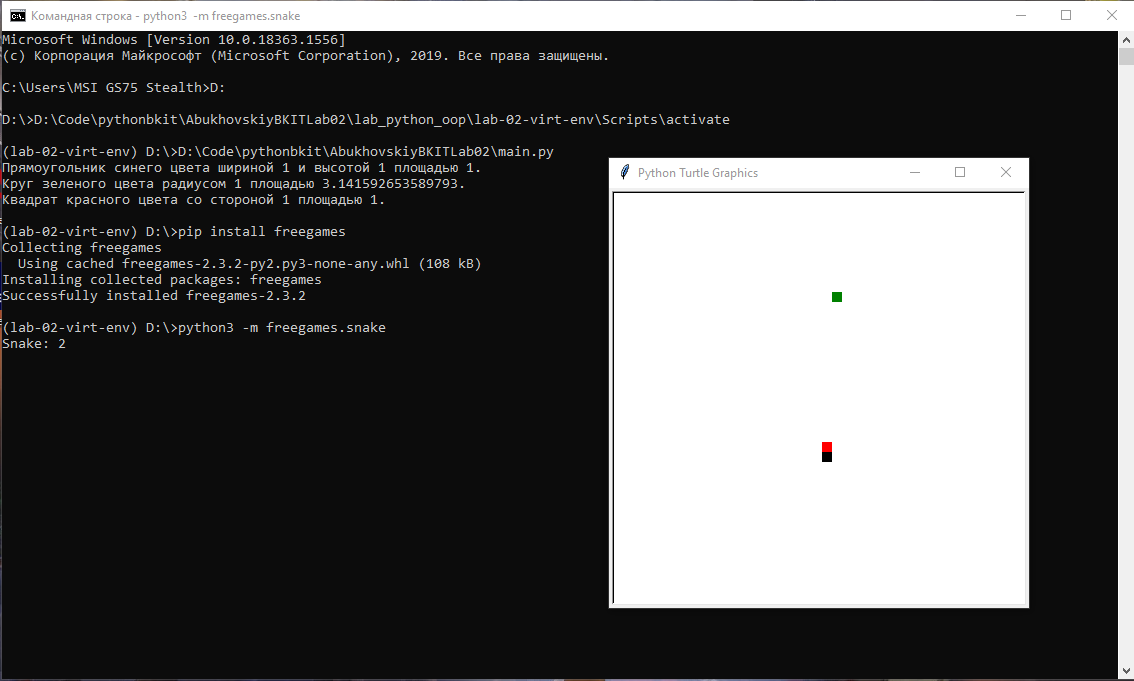 Командная строка - python3 -m freegames.snake
Microsoft Windows [Version 10.0.18363.1556]
(c) Корпорация Майкрософт (Microsoft Corporation), 2019. Все права защищены.
C:\Users\MSI GS75 Stealth>D:
D:\>D:\Code\pythonbkit\AbukhovskiyBKITLab02\lab_python_oop\lab-02-virt-env\Scripts\activate
(lab-02-virt-env) D:\>D:\Code\pythonbkit\AbukhovskiyBKITLab02\main.py
Прямоугольник синего цвета шириной 1 и высотой 1 площадью 1.
Круг зеленого цвета радиусом 1 площадью 3.141592653589793.
Квадрат красного цвета со стороной 1 площадью 1.
(lab-02-virt-env) D:\>pip install freegames
Collecting freegames
  Using cached freegames-2.3.2-py2.py3-none-any.whl (108 kB)
Installing collected packages: freegames
Successfully installed freegames-2.3.2
(lab-02-virt-env) D:\>python3 -m freegames.snake
Snake: 2
Python Turtle Graphics